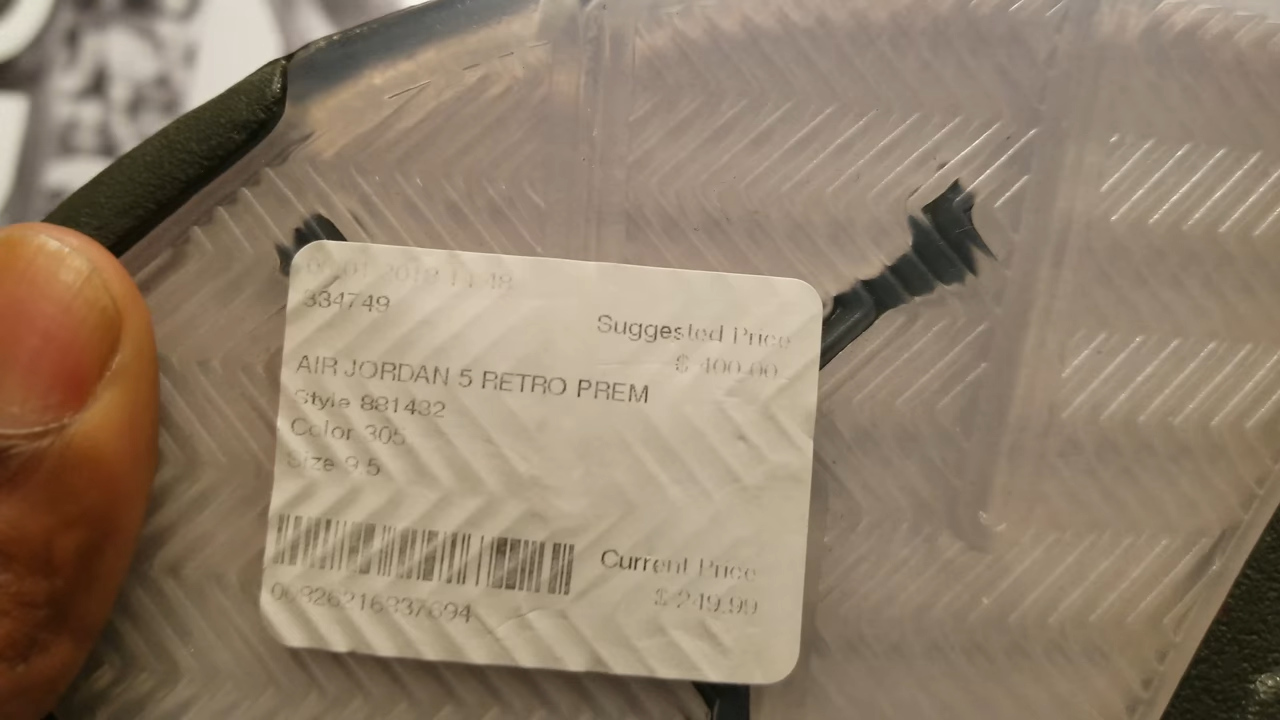 334749
Suggested Price
$ 400.00
AIR JORDAN 5 RETRO PREM
Style 881432
Color 305
Size 9.5
Current Price
$ 249.99